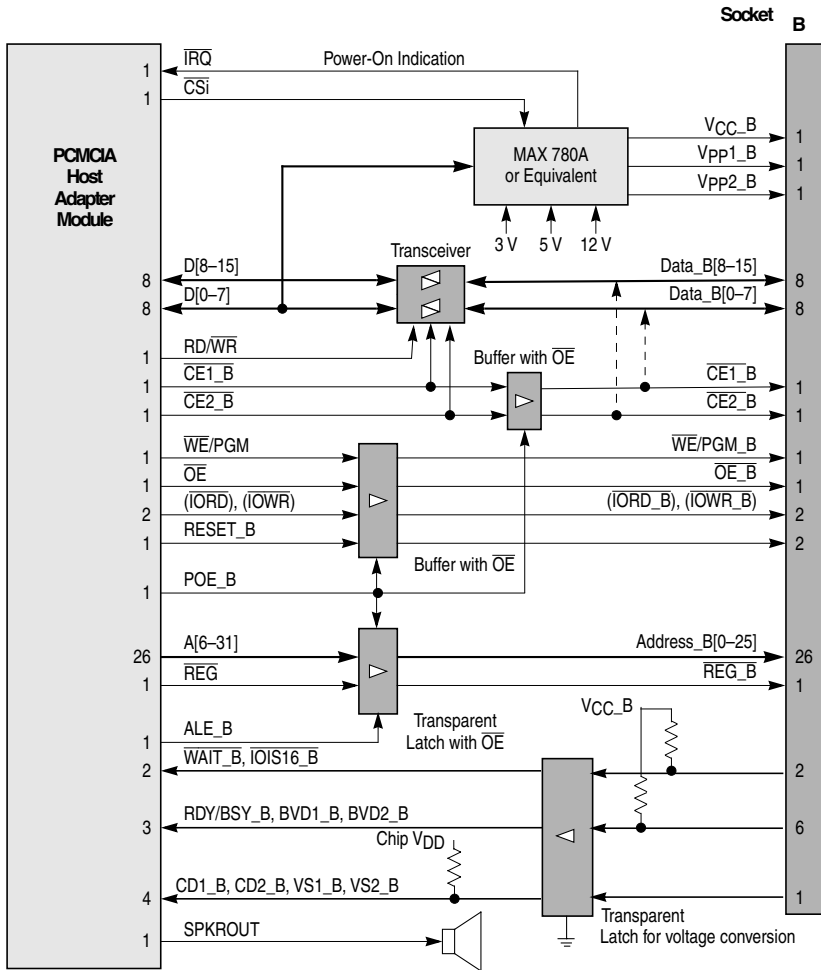 Socket B
IRQ Power-On Indication
1
CSi
1
VCC_B
1
PCMCIA
Host
Adapter
Module
MAX 780A
or Equivalent
VPP1_B
1
VPP2_B
1
3 V 5 V 12 V
Transceiver
D[8–15] Data_B[8–15]
8 8
D[0–7] Data_B[0–7]
8 8
RD/WR
1
Buffer with OE
CE1_B CE1_B
1 1
CE2_B CE2_B
1 1
WE/PGM WE/PGM_B
1 1
OE OE_B
1 1
(IORD), (IOWR) (IORD_B), (IOWR_B)
2 2
RESET_B
1 2
Buffer with OE
POE_B
1
A[6–31] Address_B[0–25]
26 26
REG REG_B
1 1
VCC_B
ALE_B
1
Transparent
Latch with OE
WAIT_B, IOIS16_B
2 2
RDY/BSY_B, BVD1_B, BVD2_B
3 6
Chip VDD
CD1_B, CD2_B, VS1_B, VS2_B
4 1
Transparent
Latch for voltage conversion
SPKROUT
1